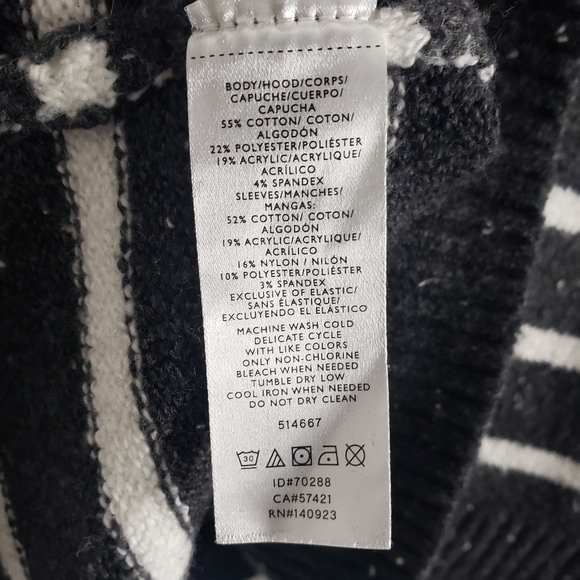 BODY/HOOD/CORPS/
CAPUCHE/CUERPO/
CAPUCHA
55% COTTON/ COTON/
ALGODÓN
22% POLYESTER/POLIÉSTER
19% ACRYLIC/ACRYLIQUE/
ACRÍLICO
4% SPANDEX
SLEEVES/MANCHES/
MANGAS:
52% COTTON/ COTON/
ALGODÓN
19% ACRYLIC/ACRYLIQUE/
ACRÍLICO
16% NYLON / NILÓN
10% POLYESTER/POLIÉSTER
3% SPANDEX
EXCLUSIVE OF ELASTIC/
SANS ÉLASTIQUE/
EXCLUYENDO EL ELÁSTICO
MACHINE WASH COLD
DELICATE CYCLE
WITH LIKE COLORS
ONLY NON-CHLORINE
BLEACH WHEN NEEDED
TUMBLE DRY LOW
COOL IRON WHEN NEEDED
DO NOT DRY CLEAN
514667
30
ID#70288
CA#57421
RN#140923